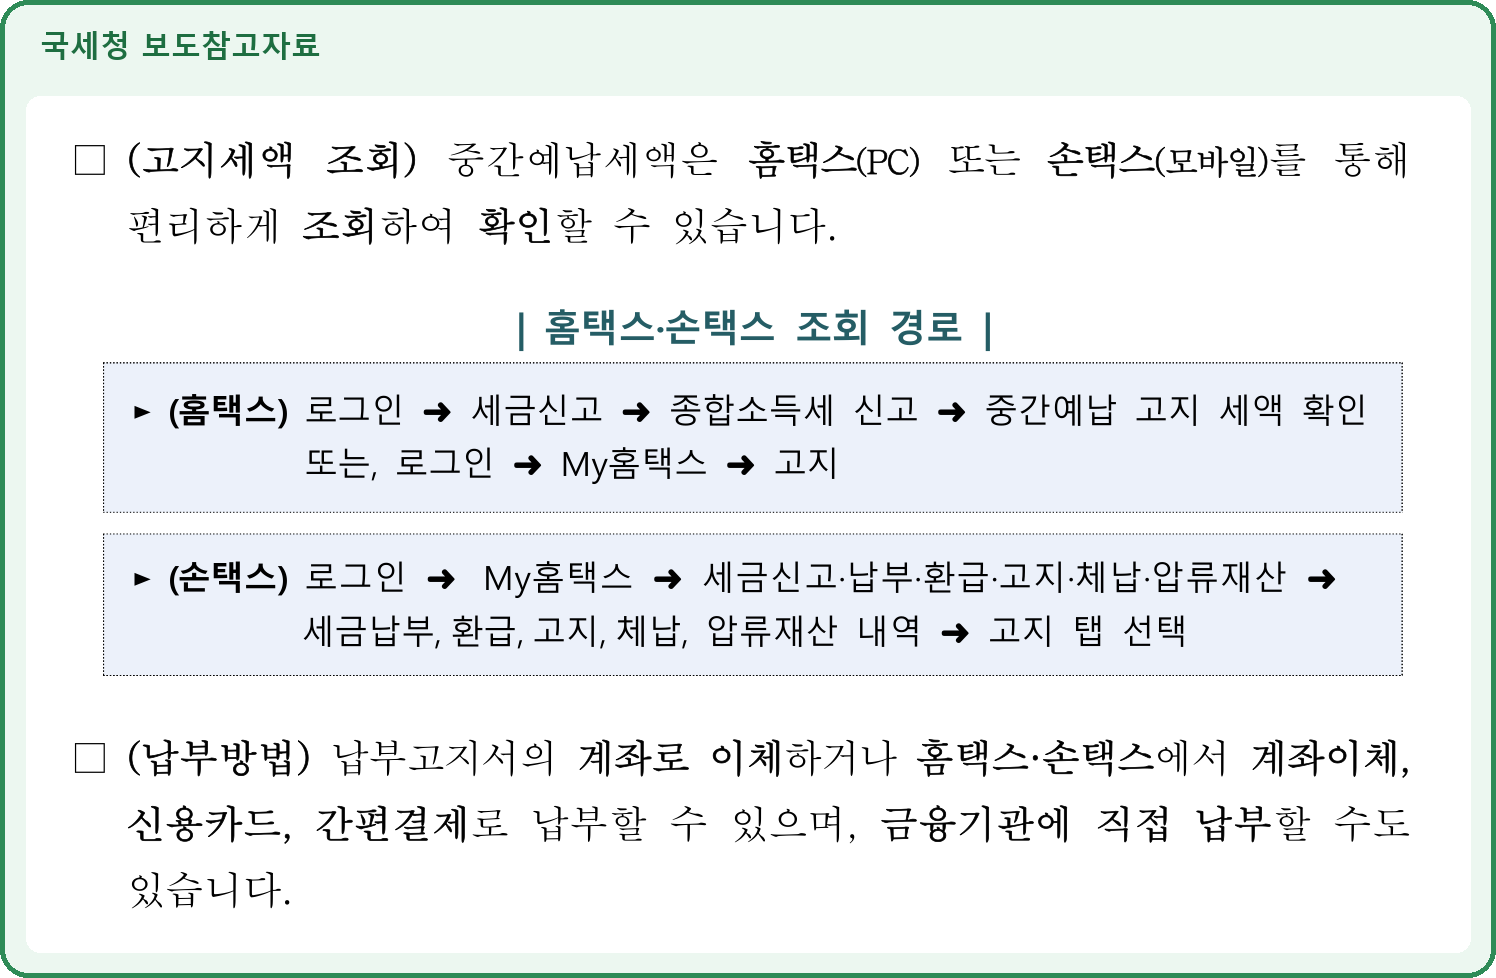 국세청 보도참고자료
□ (고지세액 조회) 중간예납세액은 홈택스(PC) 또는 손택스(모바일)를 통해
편리하게 조회하여 확인할 수 있습니다.
| 홈택스·손택스 조회 경로 |
► (홈택스) 로그인 ➜ 세금신고 ➜ 종합소득세 신고 ➜ 중간예납 고지 세액 확인
또는, 로그인 ➜ My홈택스 ➜ 고지
► (손택스) 로그인 ➜ My홈택스 ➜ 세금신고·납부·환급·고지·체납·압류재산 ➜
세금납부, 환급, 고지, 체납, 압류재산 내역 ➜ 고지 탭 선택
□ (납부방법) 납부고지서의 계좌로 이체하거나 홈택스·손택스에서 계좌이체,
신용카드, 간편결제로 납부할 수 있으며, 금융기관에 직접 납부할 수도
있습니다.